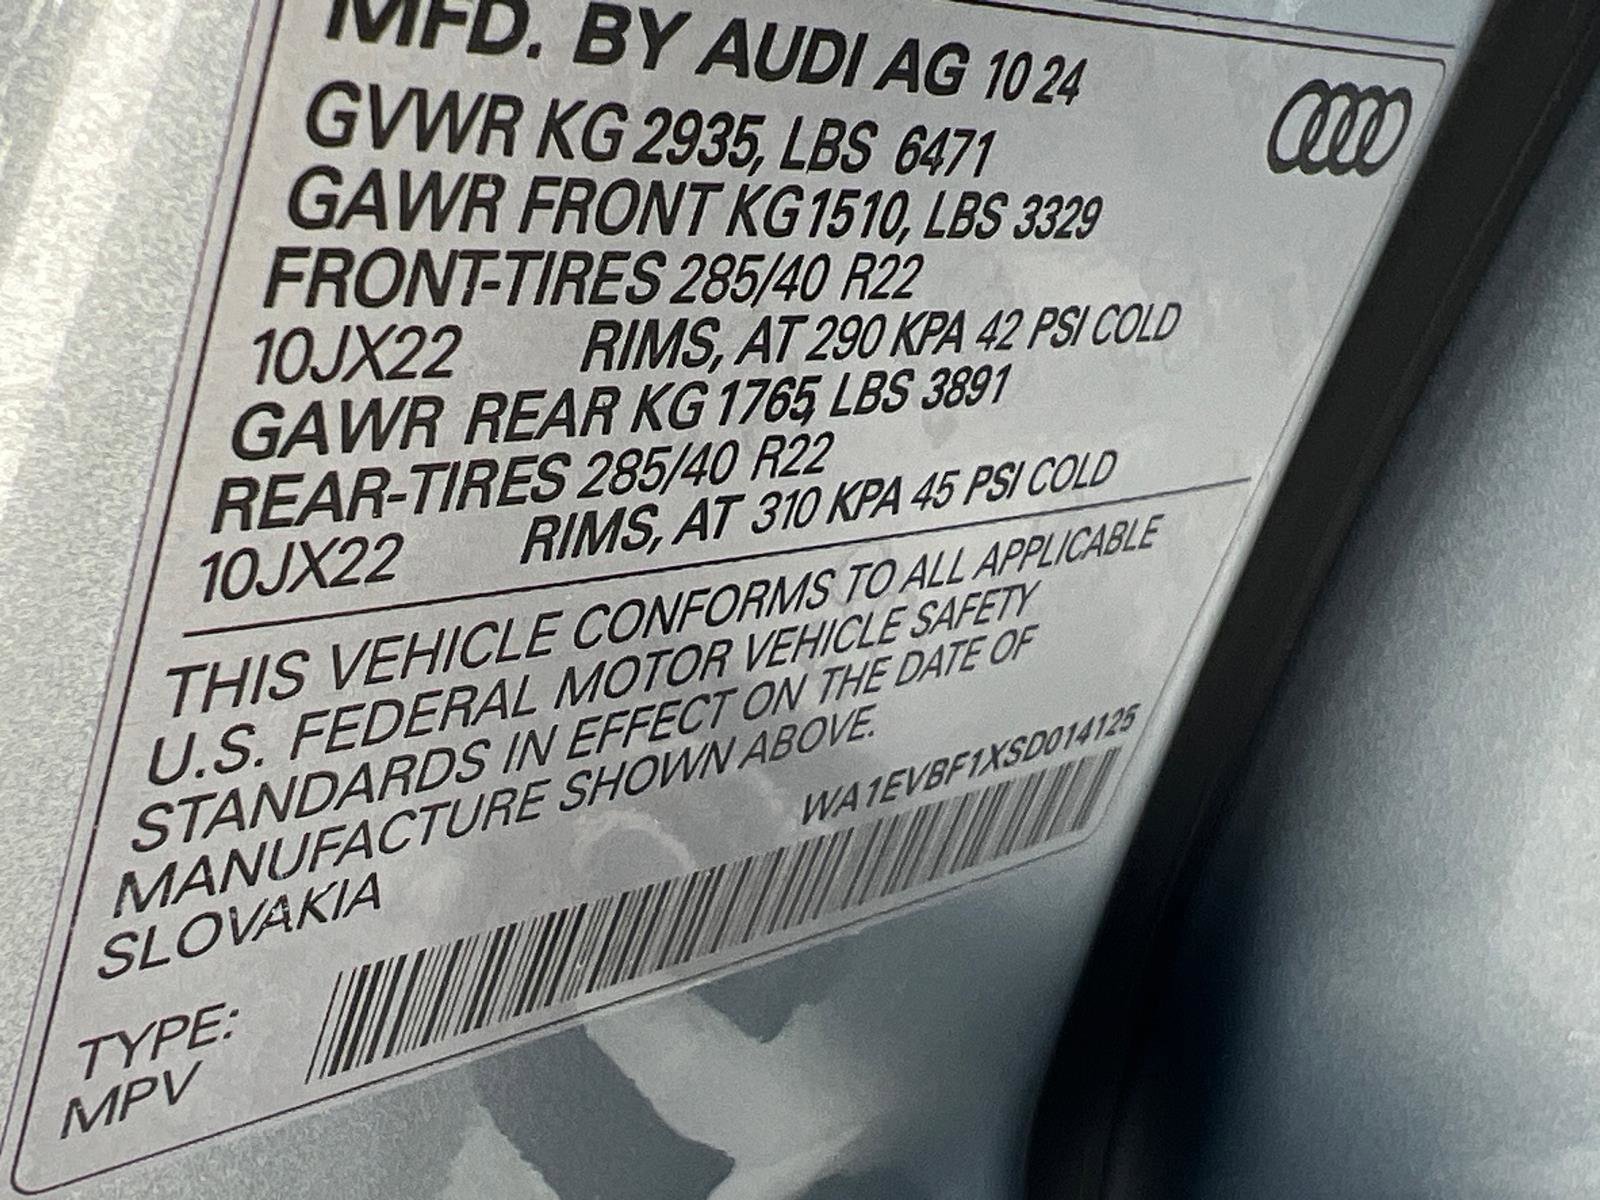 MFD. BY AUDI AG 10 24
GVWR KG 2935, LBS 6471
GAWR FRONT KG 1510, LBS 3329
FRONT-TIRES 285/40 R22
10JX22 RIMS, AT 290 KPA 42 PSI COLD
GAWR REAR KG 1765, LBS 3891
REAR-TIRES 285/40 R22
10JX22 RIMS, AT 310 KPA 45 PSI COLD
THIS VEHICLE CONFORMS TO ALL APPLICABLE
U.S. FEDERAL MOTOR VEHICLE SAFETY
STANDARDS IN EFFECT ON THE DATE OF
MANUFACTURE SHOWN ABOVE.
SLOVAKIA
WA1EVBF1XSD014125
TYPE:
MPV